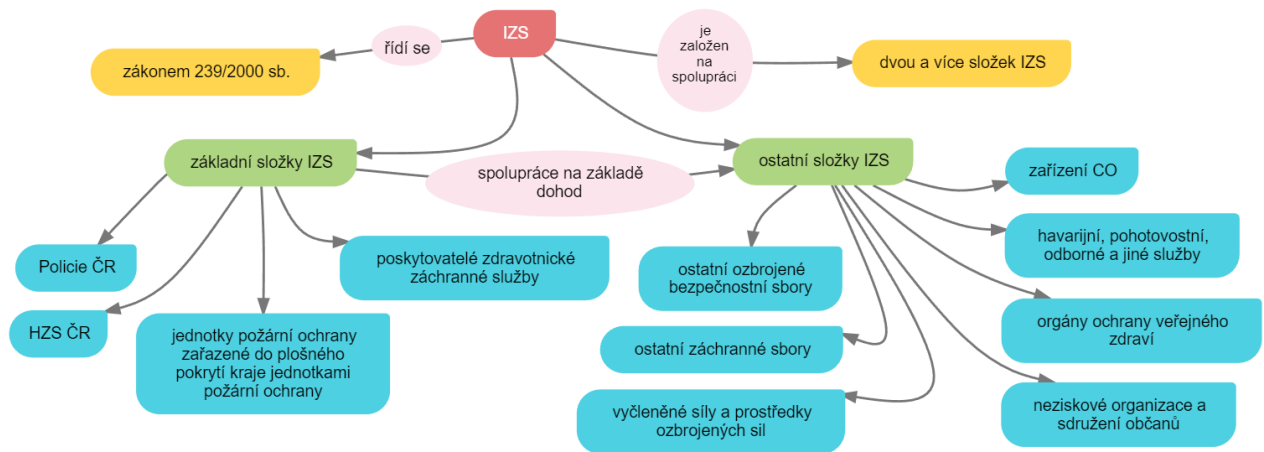 IZS
řídí se
je
založen
na
spolupráci
zákonem 239/2000 sb.
dvou a více složek IZS
základní složky IZS
spolupráce na základě
dohod
ostatní složky IZS
zařízení CO
Policie ČR
poskytovatelé zdravotnické
záchranné služby
ostatní ozbrojené
bezpečnostní sbory
havarijní, pohotovostní,
odborné a jiné služby
HZS ČR
jednotky požární ochrany
zařazené do plošného
pokrytí kraje jednotkami
požární ochrany
ostatní záchranné sbory
orgány ochrany veřejného
zdraví
vyčleněné síly a prostředky
ozbrojených sil
neziskové organizace a
sdružení občanů